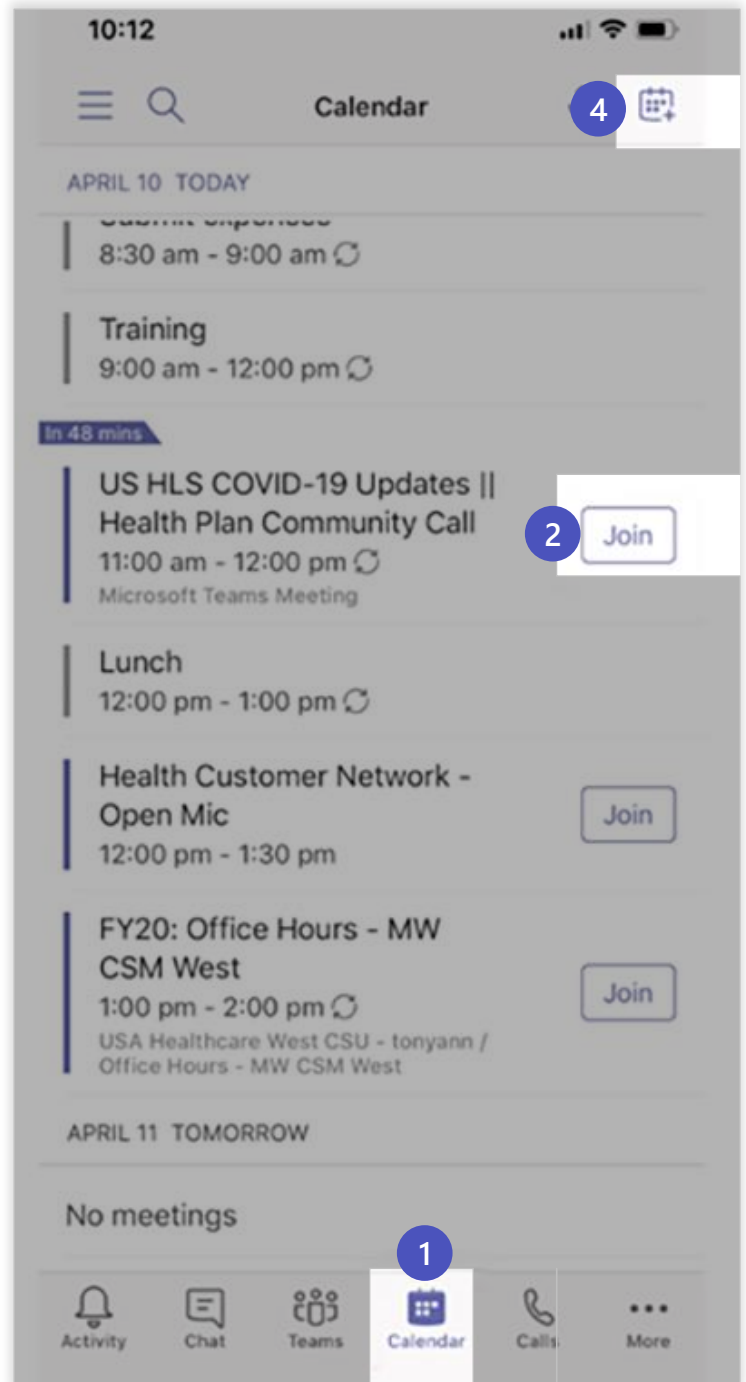 10:12
Calendar
4
APRIL 10 TODAY
Submit expenses
8:30 am - 9:00 am
Training
9:00 am - 12:00 pm
In 48 mins
US HLS COVID-19 Updates ||
Health Plan Community Call
2
Join
11:00 am - 12:00 pm
Microsoft Teams Meeting
Lunch
12:00 pm - 1:00 pm
Health Customer Network -
Open Mic
Join
12:00 pm - 1:30 pm
FY20: Office Hours - MW
CSM West
Join
1:00 pm - 2:00 pm
USA Healthcare West CSU - tonyann /
Office Hours - MW CSM West
APRIL 11 TOMORROW
No meetings
1
Activity Chat Teams Calendar Calls More